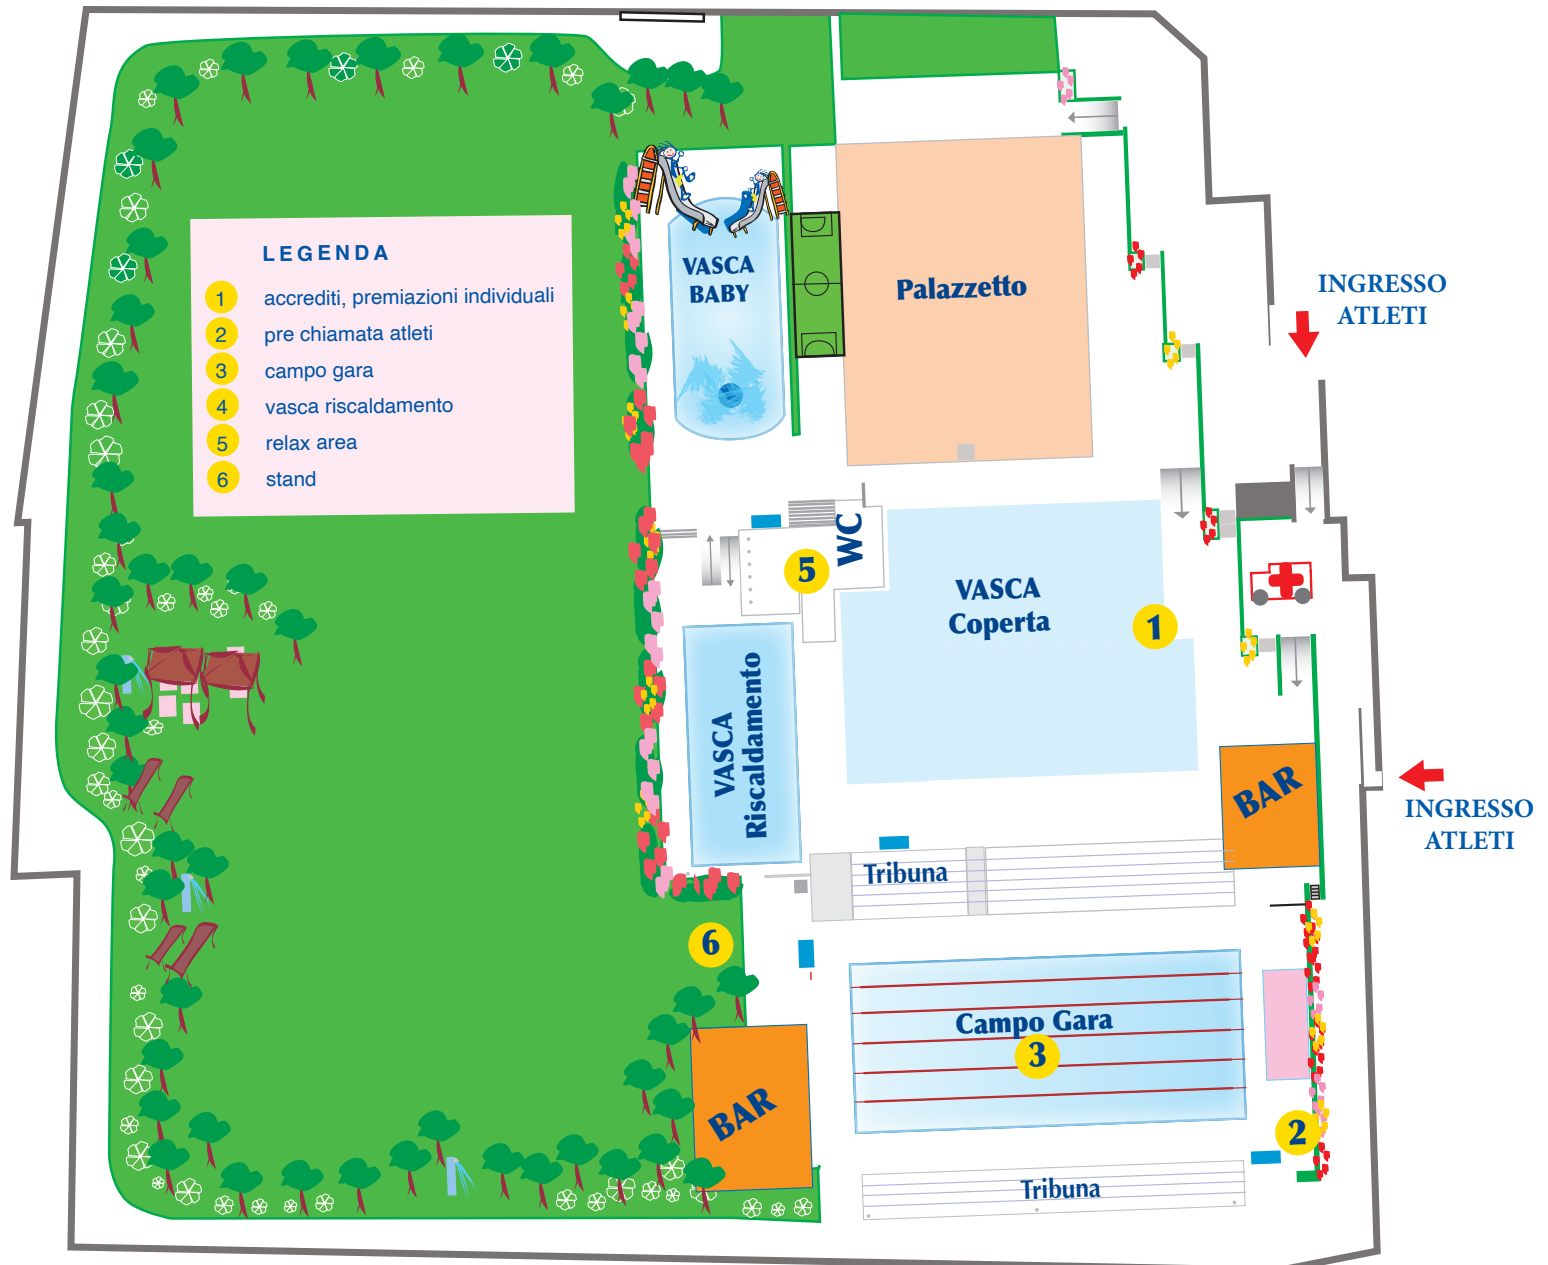 LEGENDA
1 accrediti, premiazioni individuali
2 pre chiamata atleti
3 campo gara
4 vasca riscaldamento
5 relax area
6 stand
VASCA
BABY
Palazzetto
INGRESSO
ATLETI
WC
5
VASCA
Coperta
1
VASCA
Riscaldamento
BAR
INGRESSO
ATLETI
Tribuna
6
Campo Gara
3
BAR
2
Tribuna